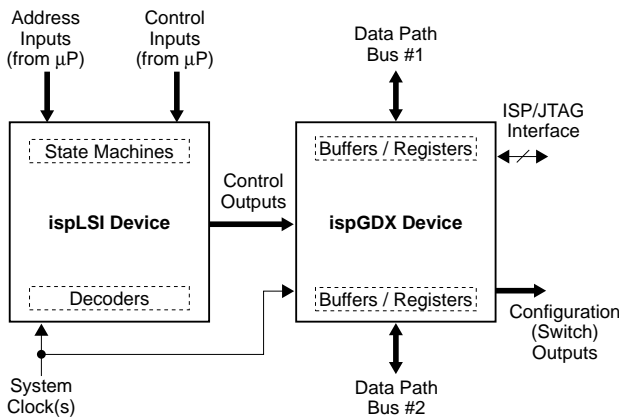 Address
Inputs
(from μP)
Control
Inputs
(from μP)
Data Path
Bus #1
ISP/JTAG
Interface
State Machines
Buffers / Registers
Control
Outputs
ispLSI Device
ispGDX Device
Decoders
Buffers / Registers
Configuration
(Switch)
Outputs
System
Clock(s)
Data Path
Bus #2